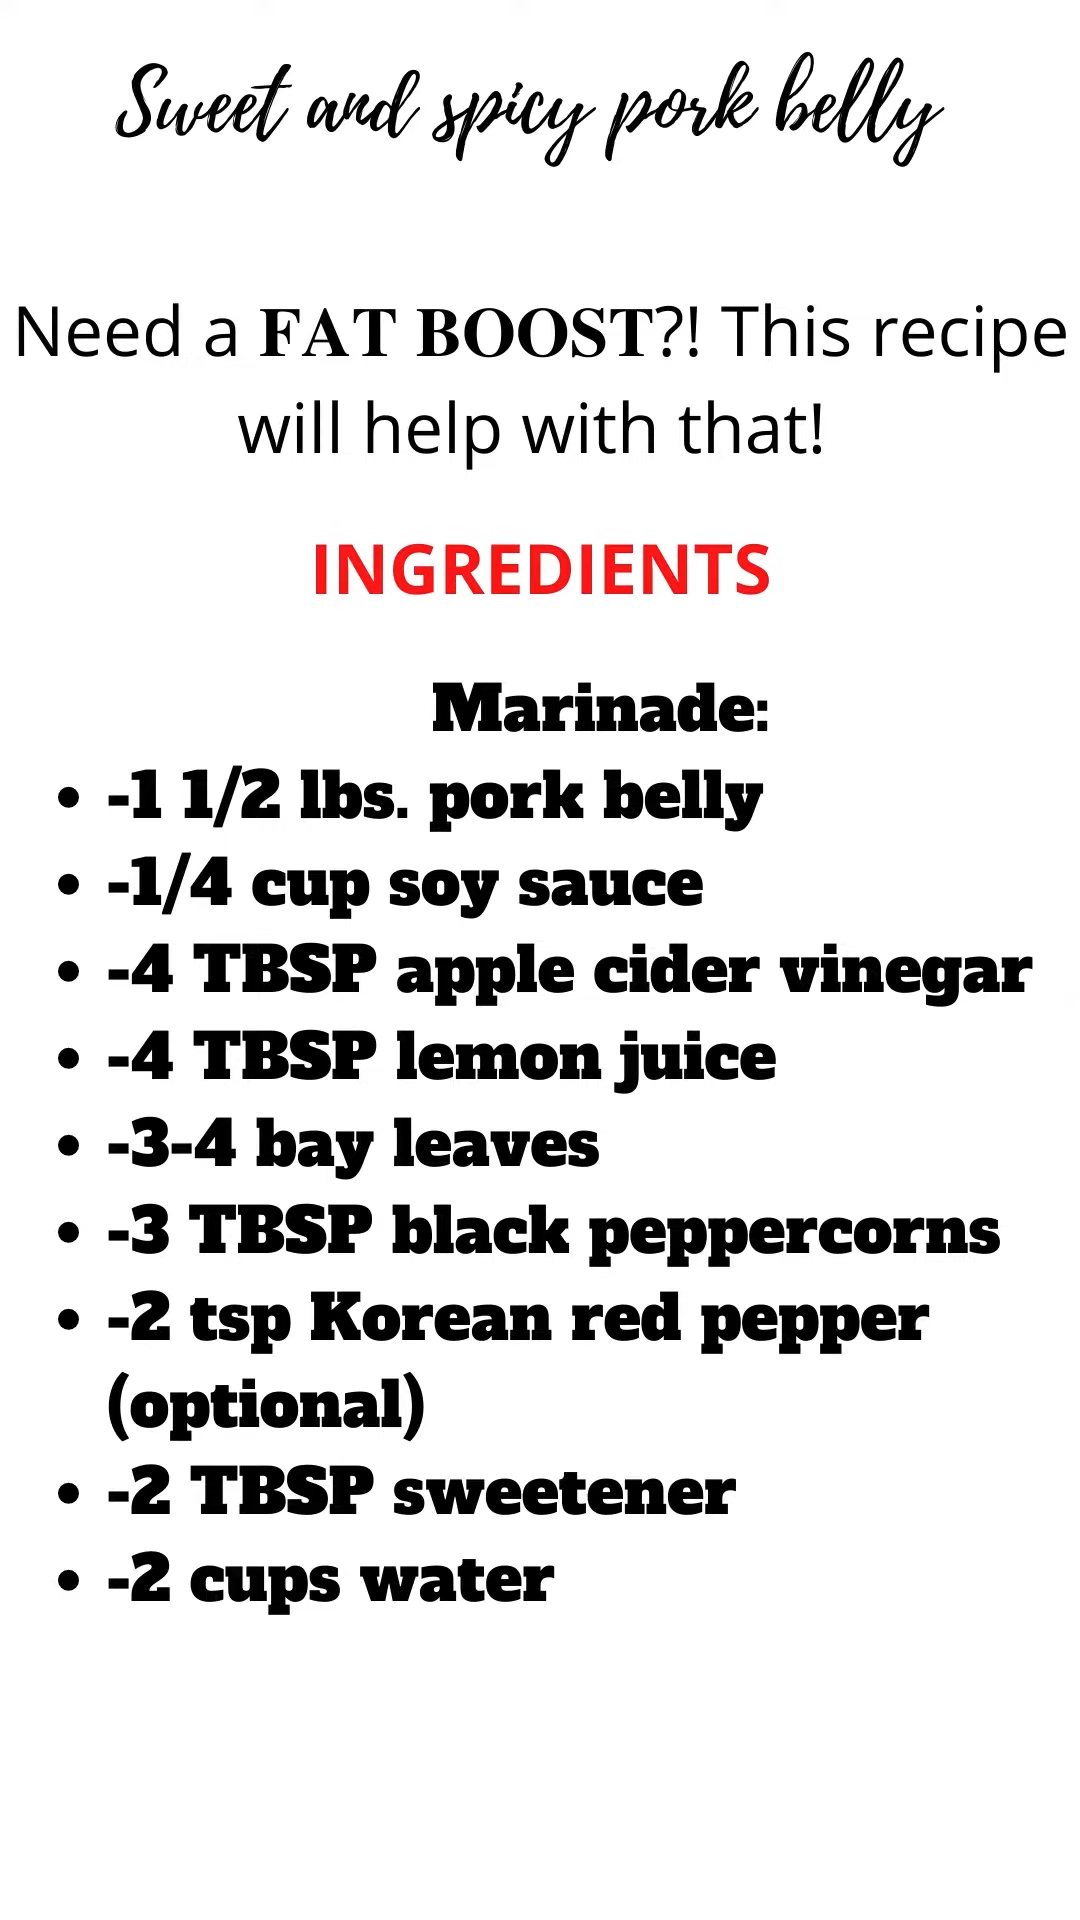 Sweet and spicy pork belly
Need a FAT BOOST?! This recipe
will help with that!
INGREDIENTS
Marinade:
• -1 1/2 lbs. pork belly
• -1/4 cup soy sauce
• -4 TBSP apple cider vinegar
• -4 TBSP lemon juice
• -3-4 bay leaves
• -3 TBSP black peppercorns
• -2 tsp Korean red pepper
(optional)
• -2 TBSP sweetener
• -2 cups water